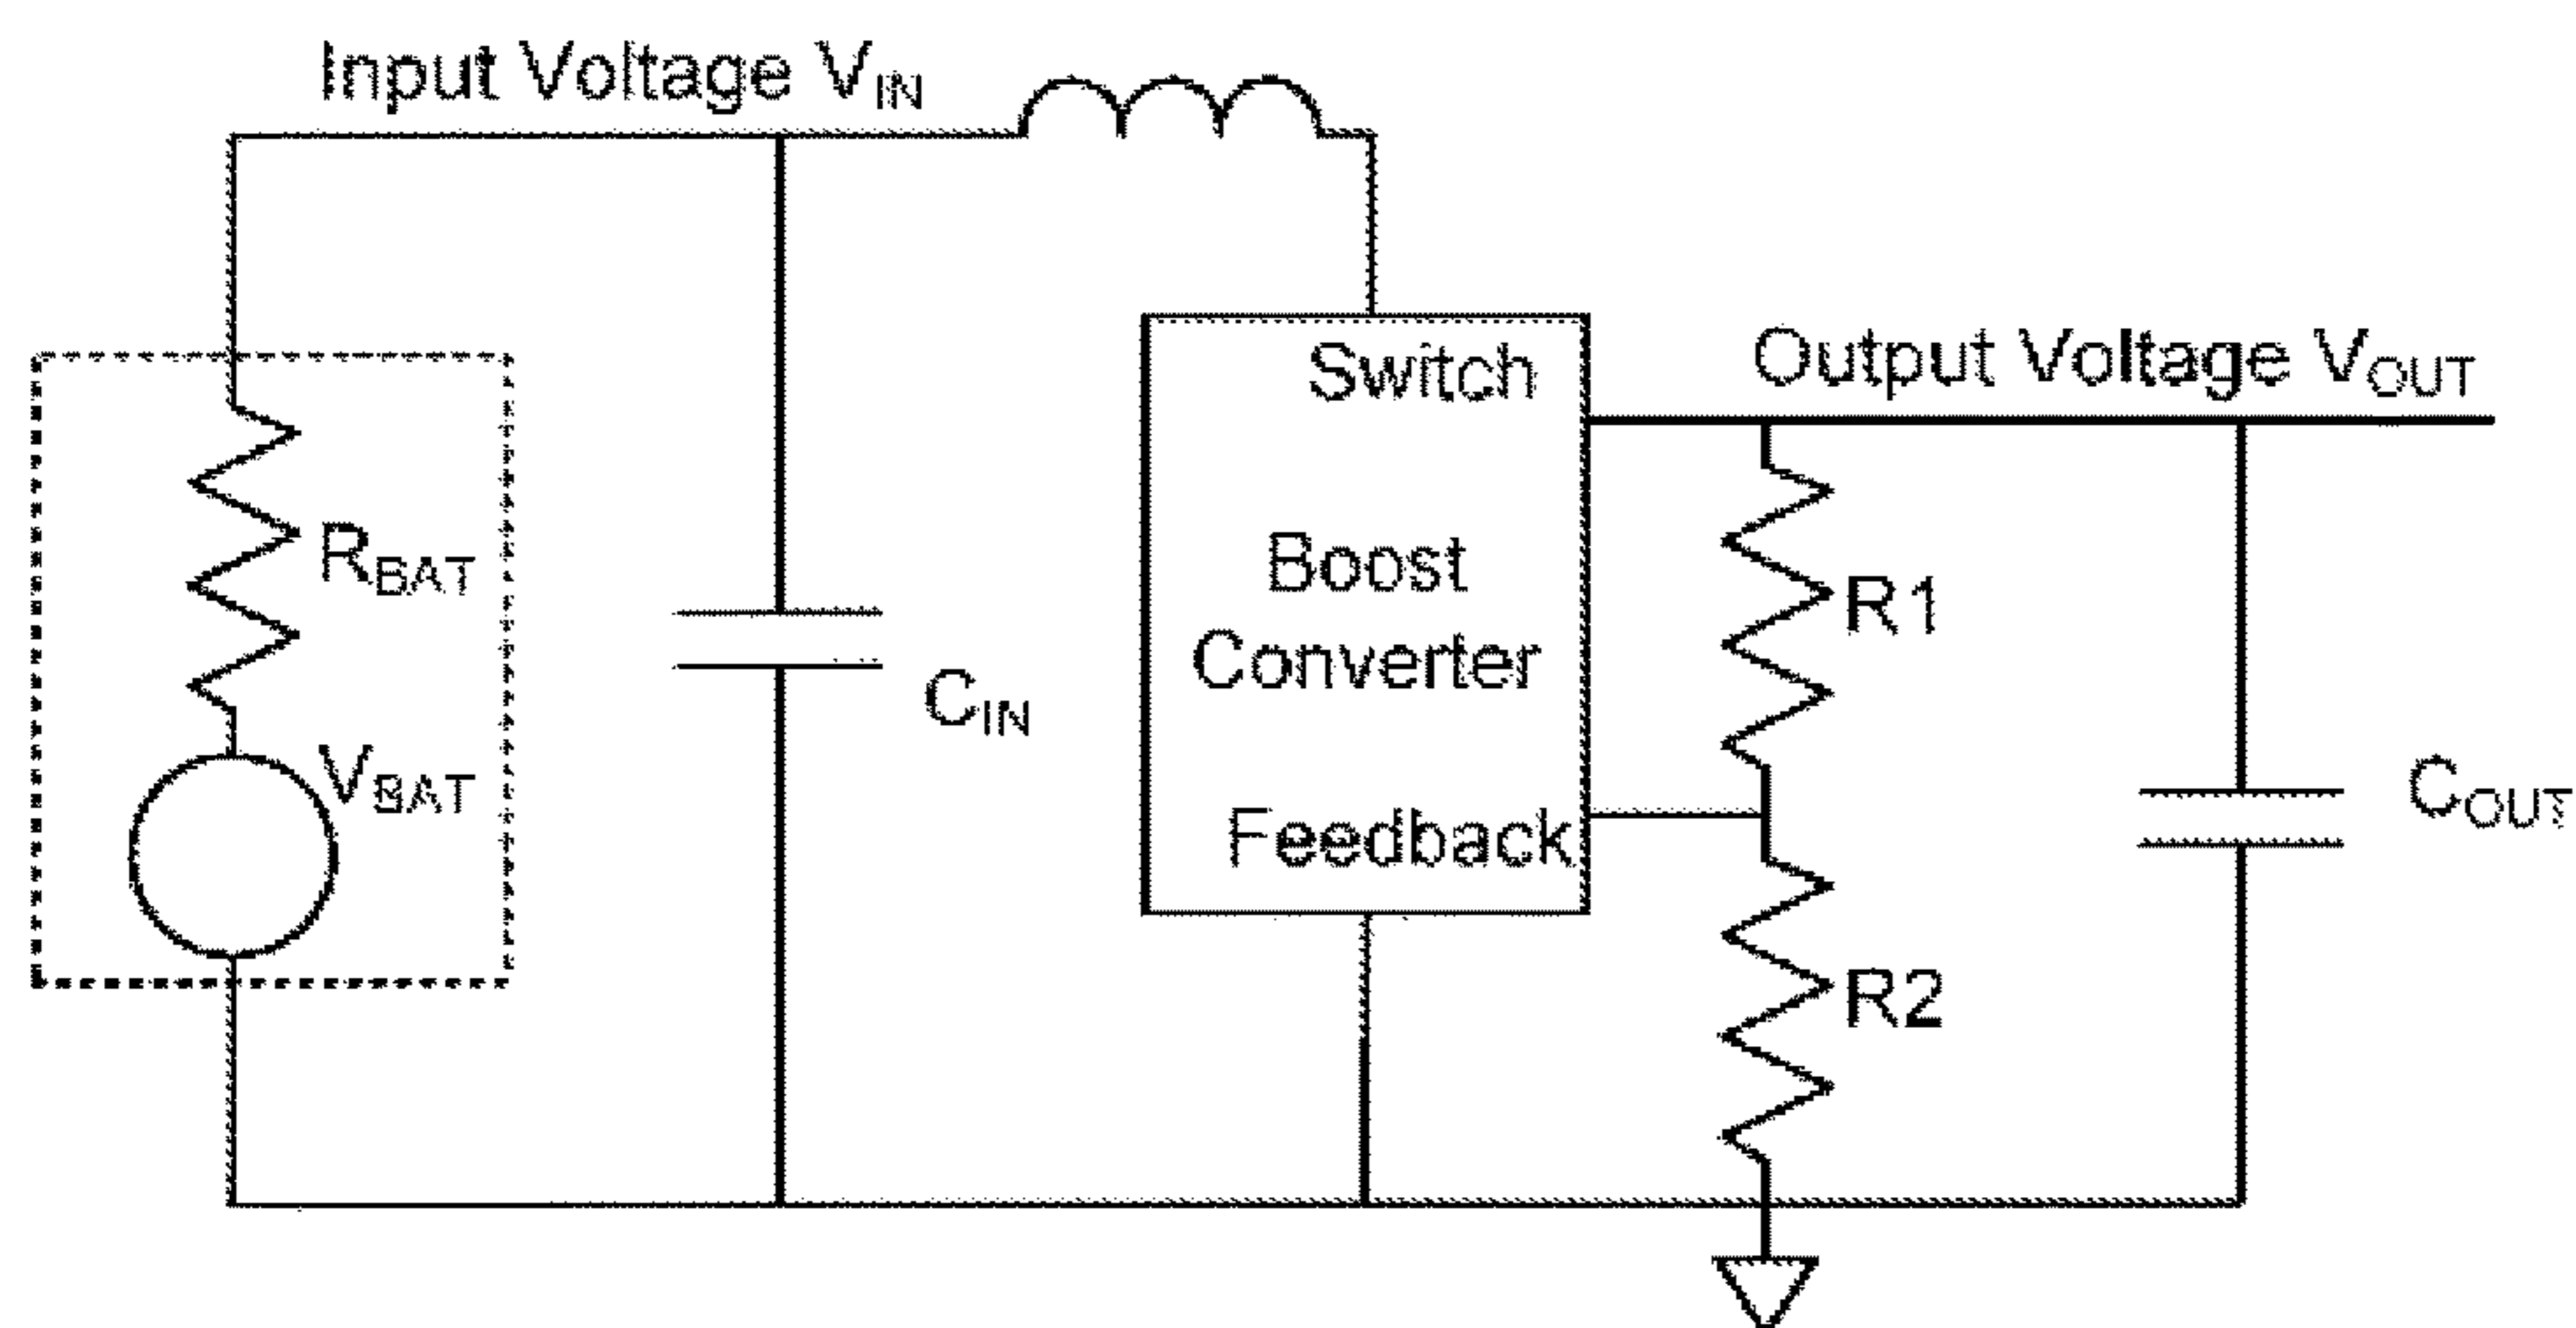 Input Voltage VIN
Switch
Output Voltage VOUT
RBAT
Boost
Converter
R1
CIN
VBAT
Feedback
COUT
R2